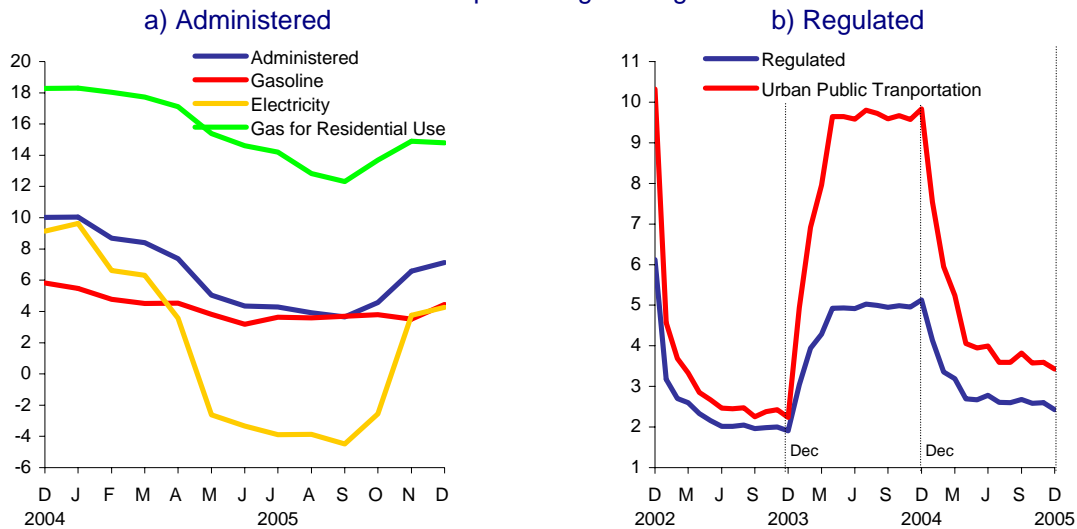 a) Administered
20
18
16
14
12
10
8
6
4
2
0
-2
-4
-6
Administered
Gasoline
Electricity
Gas for Residential Use
D J F M A M J J A S O N D
2004 2005
b) Regulated
11
10
9
8
7
6
5
4
3
2
1
Regulated
Urban Public Tranportation
Dec Dec
D M J S D M J S D M J S D
2002 2003 2004 2005